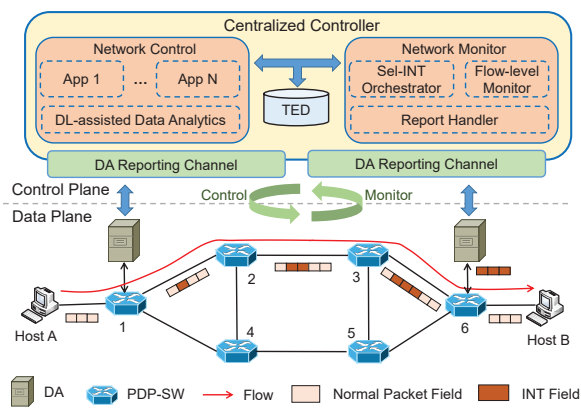 Centralized Controller
Network Control
App 1
...
App N
DL-assisted Data Analytics
TED
Network Monitor
Sel-INT
Orchestrator
Flow-level
Monitor
Report Handler
DA Reporting Channel
DA Reporting Channel
Control Plane
Data Plane
Control
Monitor
Host A
1
2
3
4
5
6
Host B
DA
PDP-SW
Flow
Normal Packet Field
INT Field